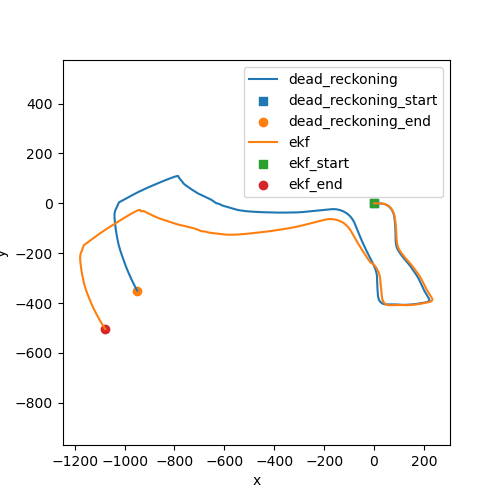 dead_reckoning
dead_reckoning_start
dead_reckoning_end
ekf
ekf_start
ekf_end
400
200
0
−200
−400
−600
−800
y
−1200 −1000 −800 −600 −400 −200 0 200
x